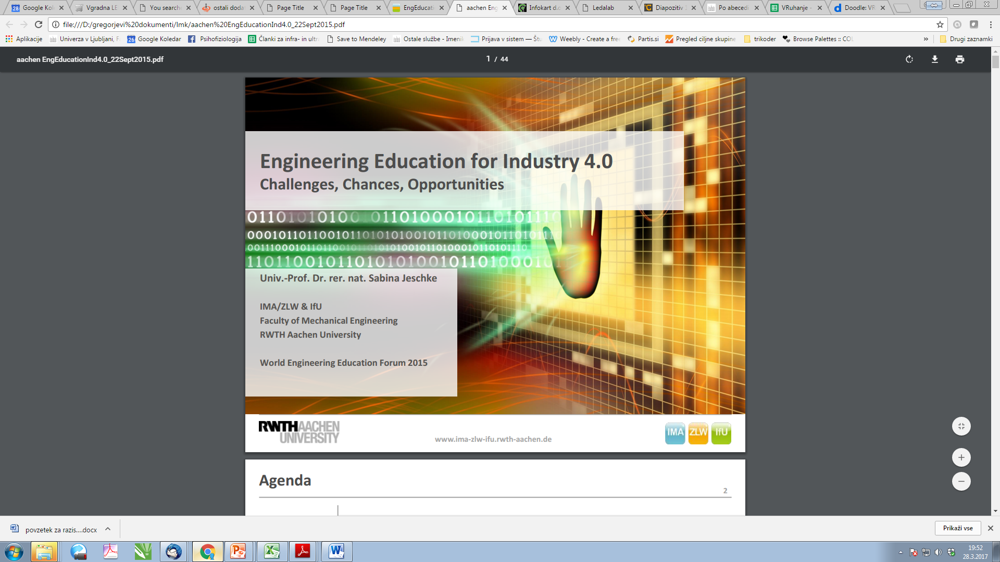 Google Kol
Vgradna LE
You search
ostali doda
Page Title
Page Title
EngEducati
aachen Eng
Infokart d.o
Ledalab
Diapozitiv 1
Po abecedi
VRuhanje -
Doodle: VR
file:///D:/gregorjevi%20dokumenti/lmk/aachen%20EngEducationInd4.0_22Sept2015.pdf
Aplikacije
Univerza v Ljubljani, F
Google Koledar
Psihofiziologija
Članki za infra- in ultra
Save to Mendeley
Ostale službe - Imenik
Prijava v sistem — Štu
Weebly - Create a free
Partis.si
Pregled ciljne skupine
trikoder
Browse Palettes :: COL
»
Drugi zaznamki
aachen EngEducationInd4.0_22Sept2015.pdf
1 / 44
Engineering Education for Industry 4.0
Challenges, Chances, Opportunities
Univ.-Prof. Dr. rer. nat. Sabina Jeschke
IMA/ZLW & IfU
Faculty of Mechanical Engineering
RWTH Aachen University
World Engineering Education Forum 2015
RWTHAACHEN
UNIVERSITY
www.ima-zlw-ifu.rwth-aachen.de
IMA ZLW IfU
Agenda
2
povzetek za razis....docx
Prikaži vse
19:52
28.3.2017